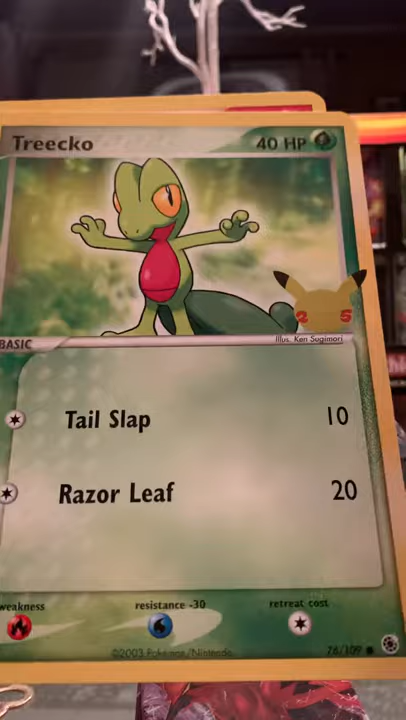 Treecko 40 HP
25
BASIC
Illus. Ken Sugimori
Tail Slap 10
Razor Leaf 20
weakness resistance -30 retreat cost
©2003 Pokémon/Nintendo.
76/109